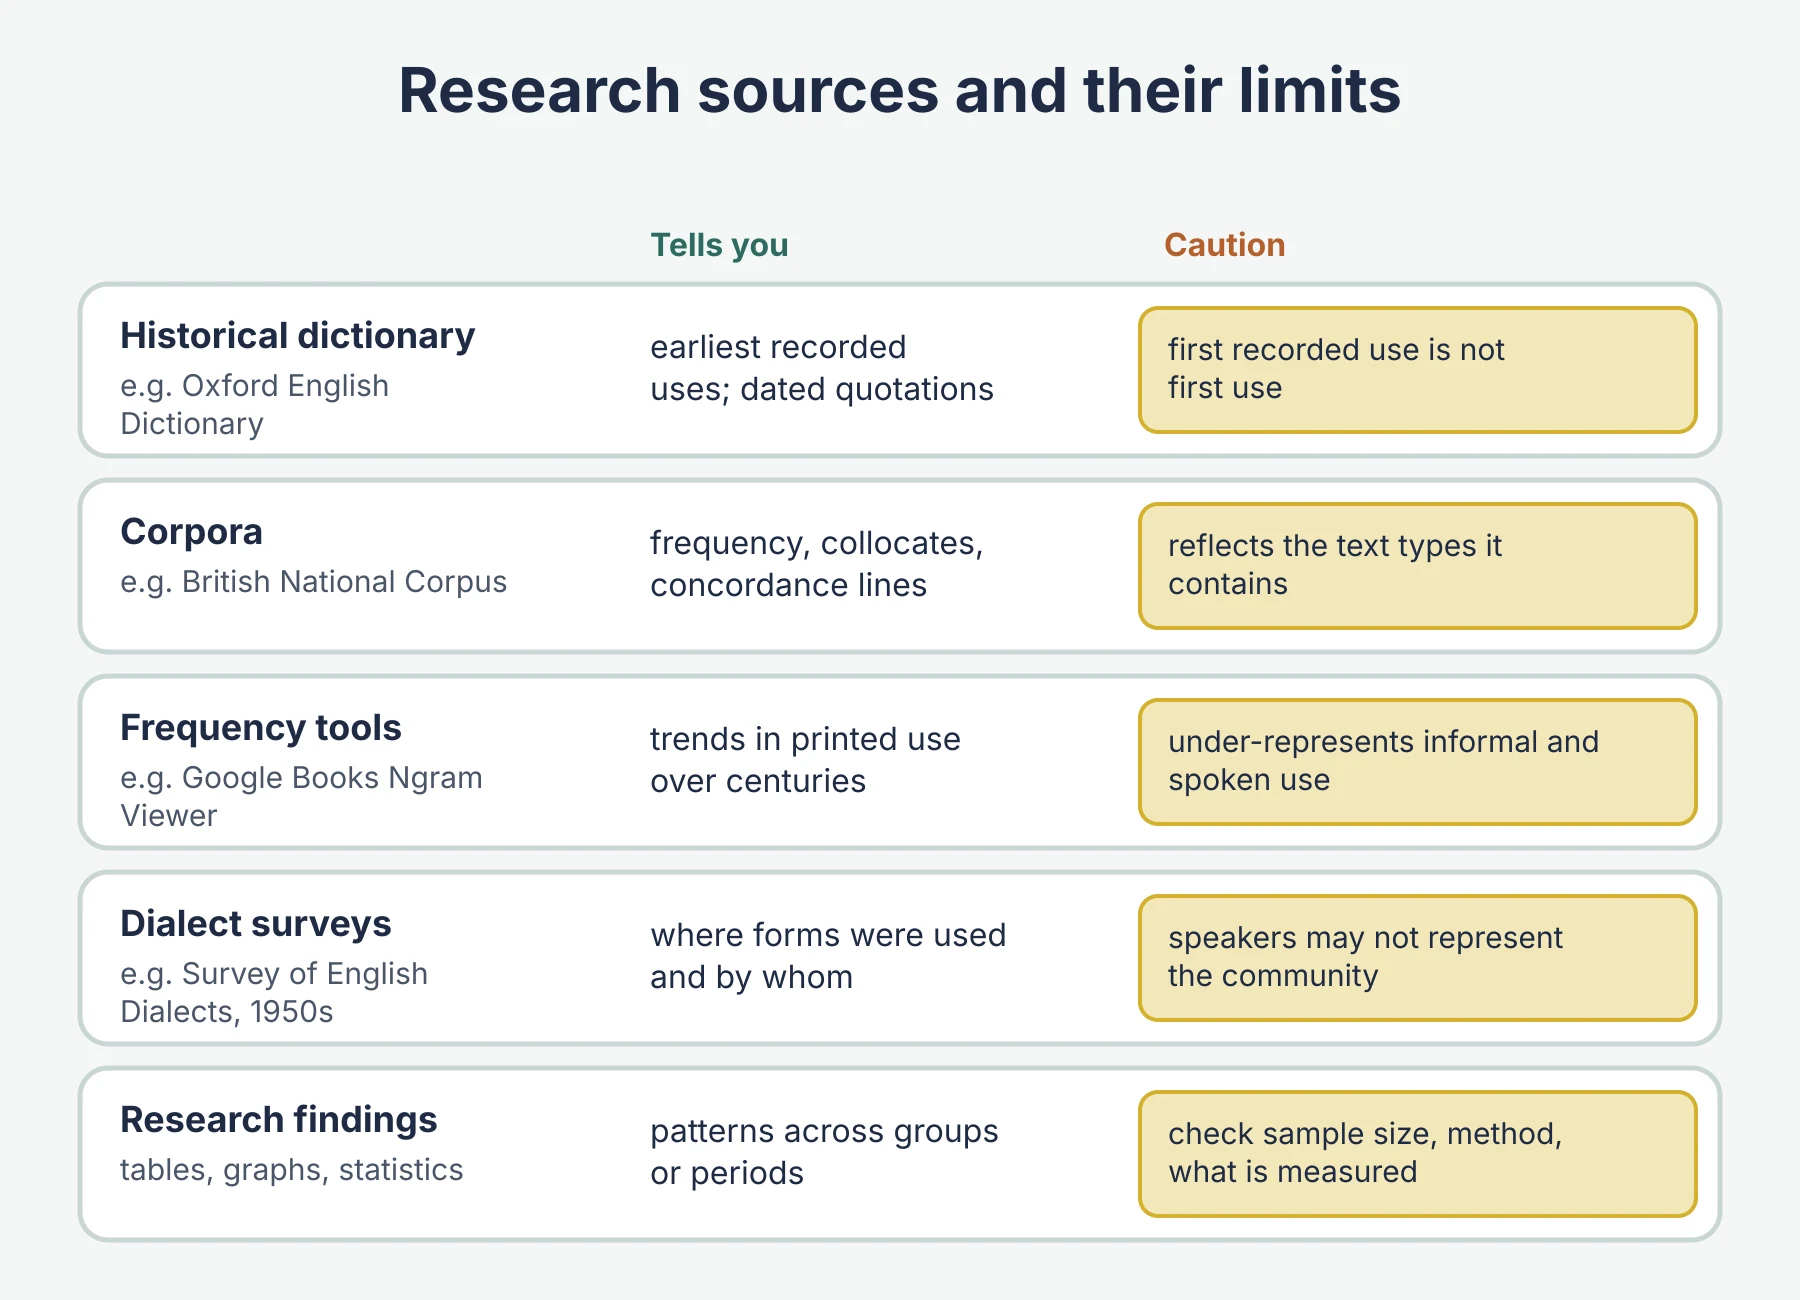 Research sources and their limits
Tells you
Caution
Historical dictionary
e.g. Oxford English
Dictionary
earliest recorded
uses; dated quotations
first recorded use is not
first use
Corpora
e.g. British National Corpus
frequency, collocates,
concordance lines
reflects the text types it
contains
Frequency tools
e.g. Google Books Ngram
Viewer
trends in printed use
over centuries
under-represents informal and
spoken use
Dialect surveys
e.g. Survey of English
Dialects, 1950s
where forms were used
and by whom
speakers may not represent
the community
Research findings
tables, graphs, statistics
patterns across groups
or periods
check sample size, method,
what is measured